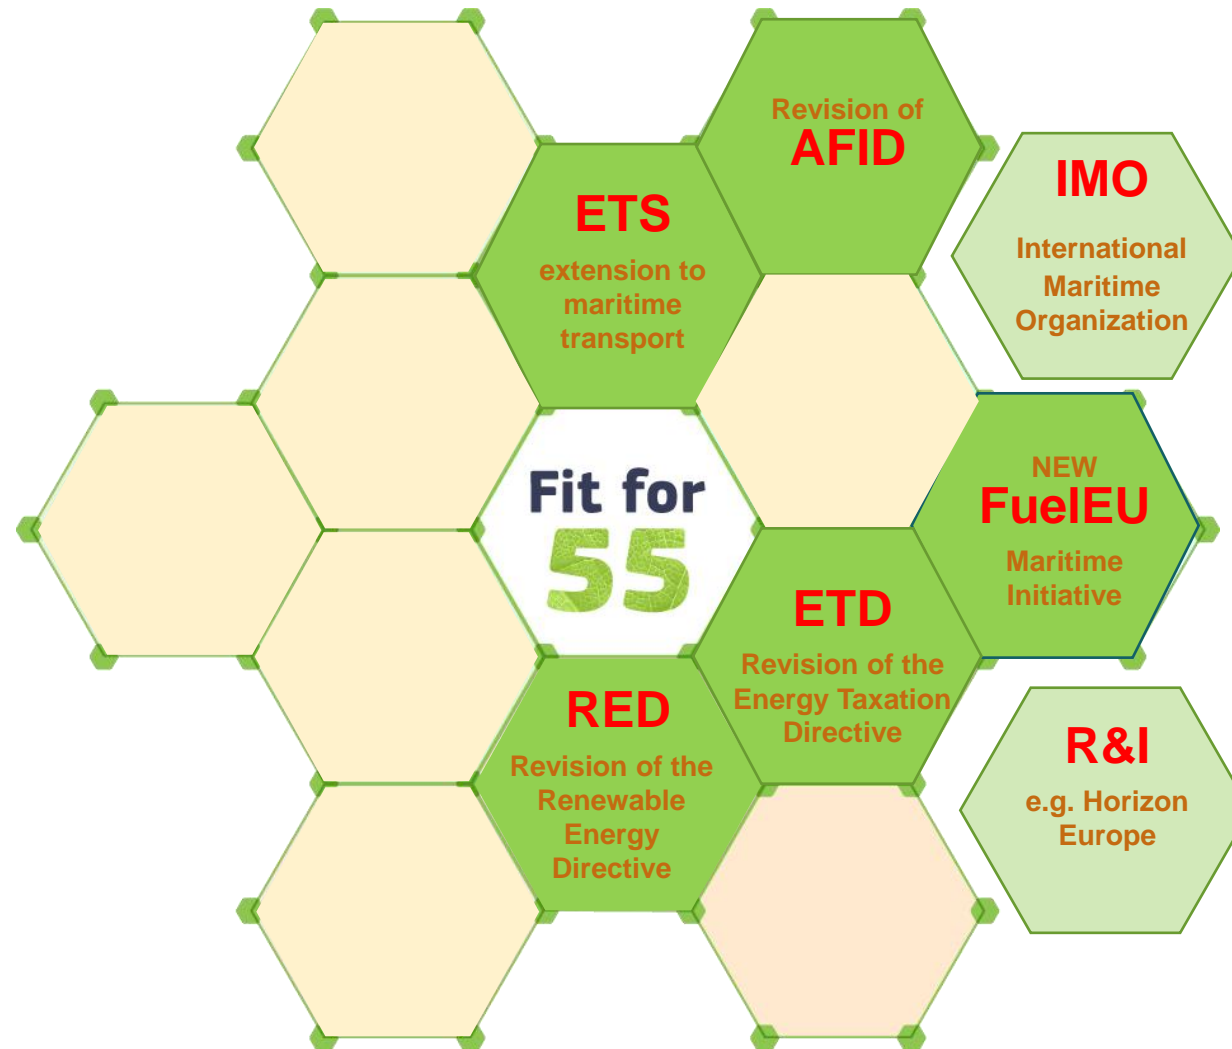 Revision of
AFID
IMO
International
Maritime
Organization
ETS
extension to
maritime
transport
Fit for
55
NEW
FuelEU
Maritime
Initiative
ETD
Revision of the
Energy Taxation
Directive
RED
Revision of the
Renewable
Energy
Directive
R&I
e.g. Horizon
Europe